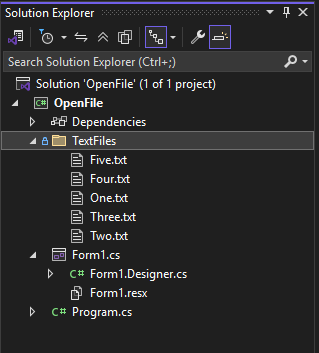 Solution Explorer
Search Solution Explorer (Ctrl+;)
Solution 'OpenFile' (1 of 1 project)
C# OpenFile
Dependencies
TextFiles
Five.txt
Four.txt
One.txt
Three.txt
Two.txt
Form1.cs
C# Form1.Designer.cs
Form1.resx
C# Program.cs